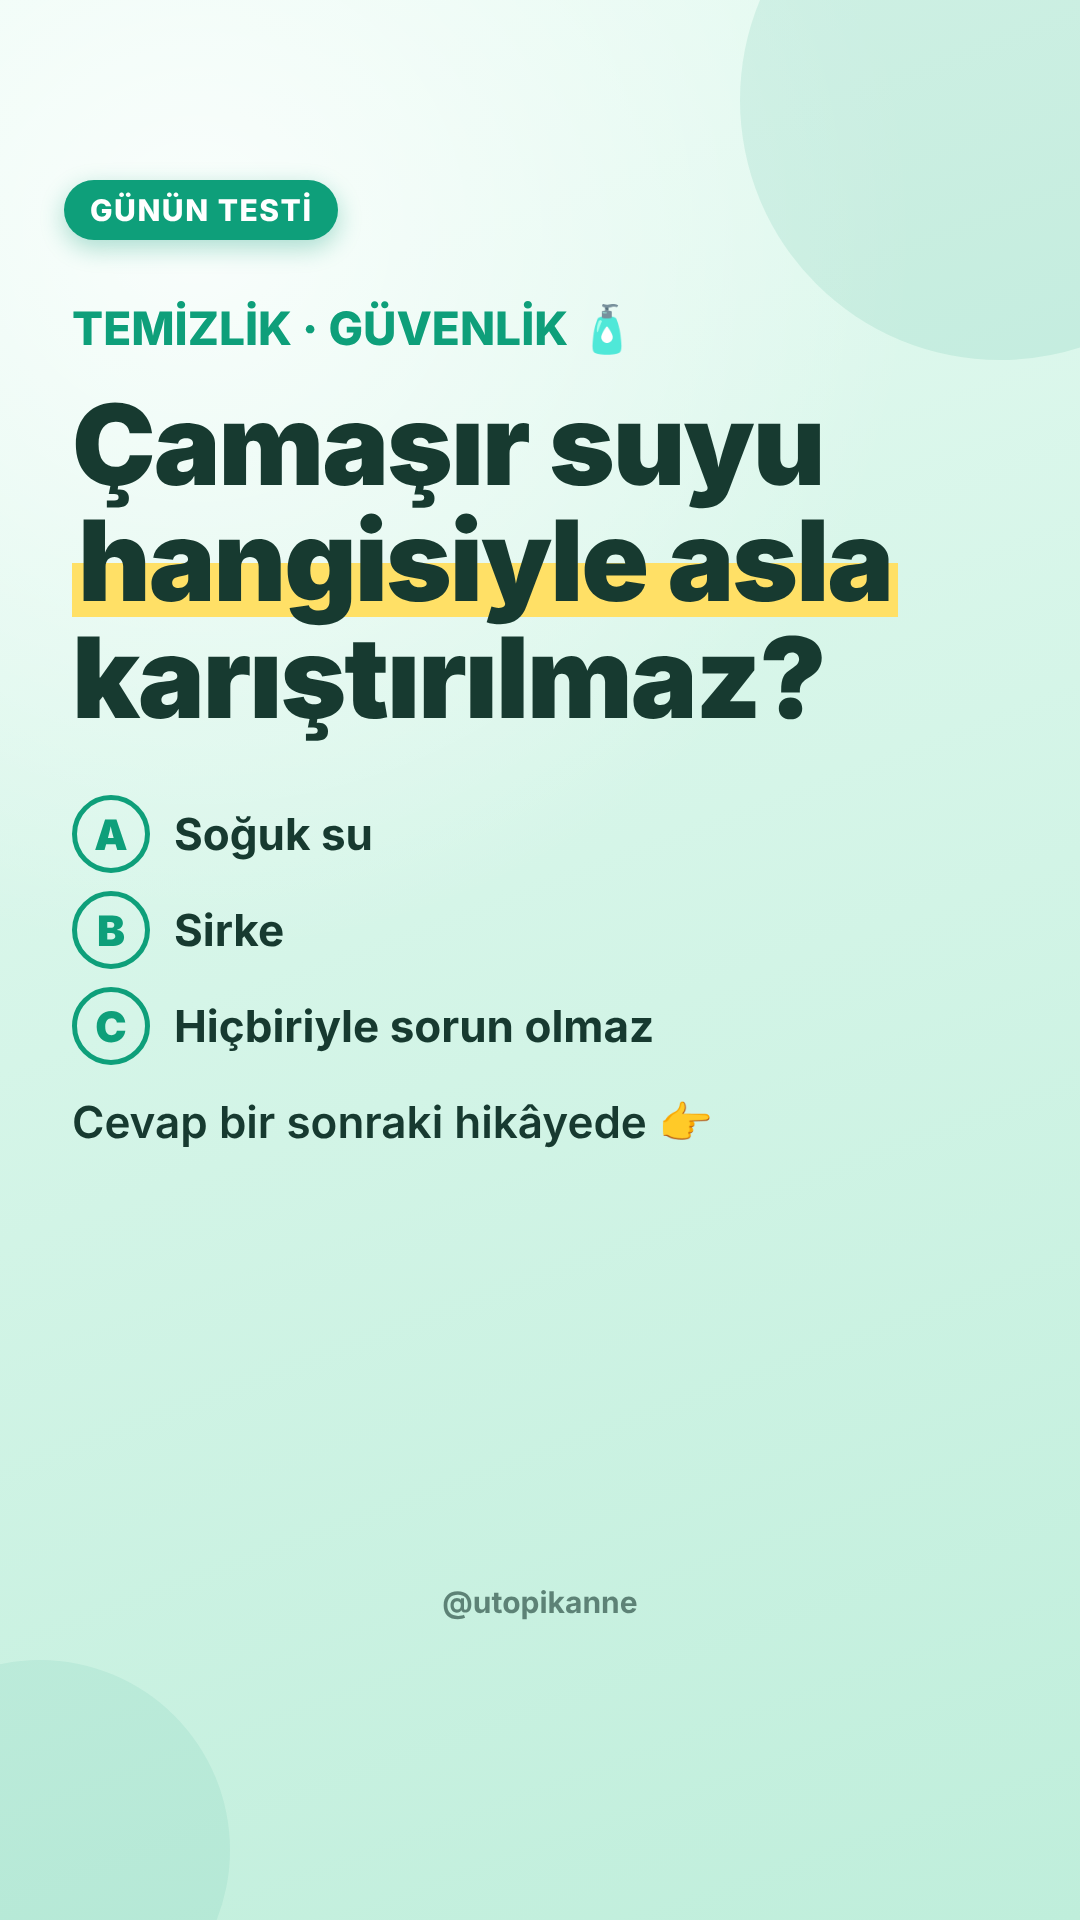 GÜNÜN TESTİ
TEMİZLİK · GÜVENLİK 🧴
Çamaşır suyu
hangisiyle asla
karıştırılmaz?
A Soğuk su
B Sirke
C Hiçbiriyle sorun olmaz
Cevap bir sonraki hikâyede 👉
@utopikanne